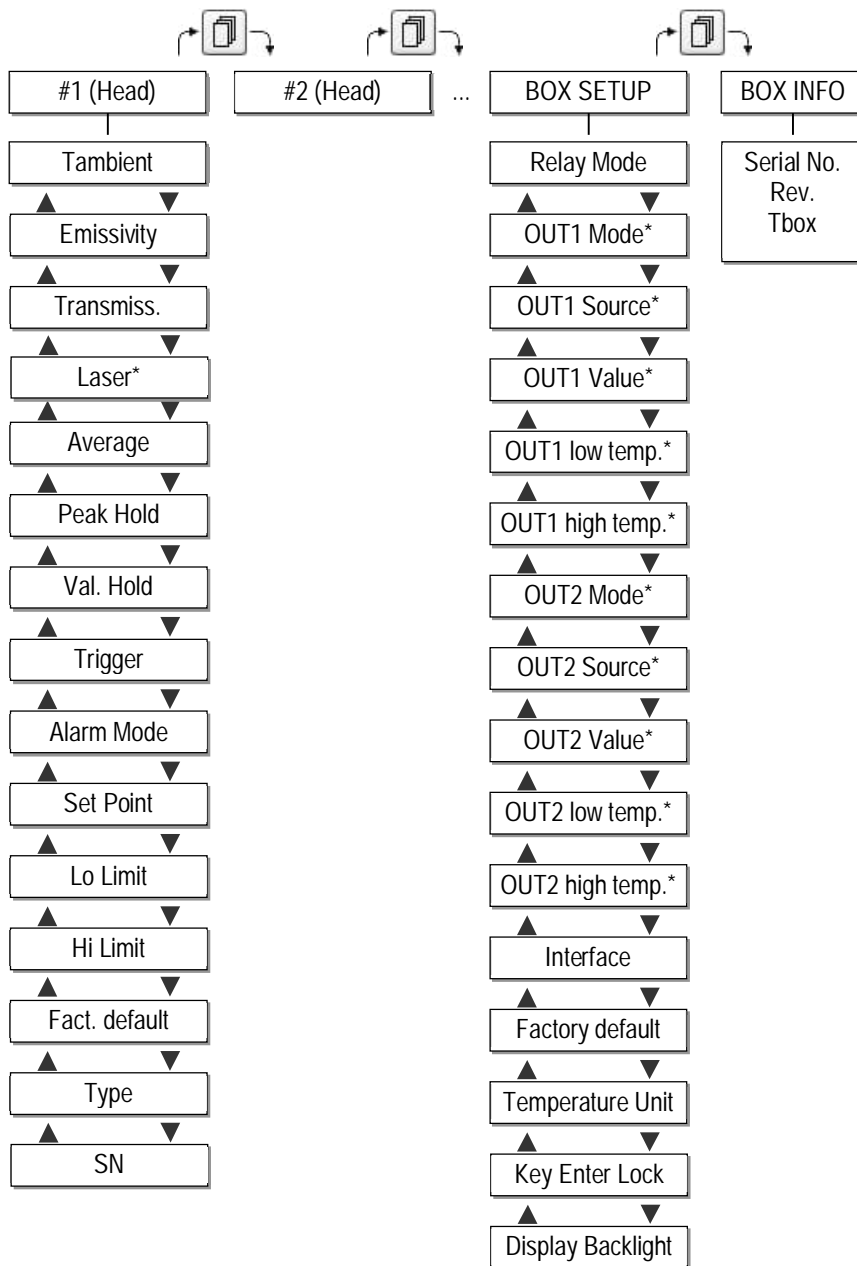 #1 (Head)
#2 (Head)
...
BOX SETUP
BOX INFO
Tambient
Emissivity
Transmiss.
Laser*
Average
Peak Hold
Val. Hold
Trigger
Alarm Mode
Set Point
Lo Limit
Hi Limit
Fact. default
Type
SN
Relay Mode
OUT1 Mode*
OUT1 Source*
OUT1 Value*
OUT1 low temp.*
OUT1 high temp.*
OUT2 Mode*
OUT2 Source*
OUT2 Value*
OUT2 low temp.*
OUT2 high temp.*
Interface
Factory default
Temperature Unit
Key Enter Lock
Display Backlight
Serial No.
Rev.
Tbox